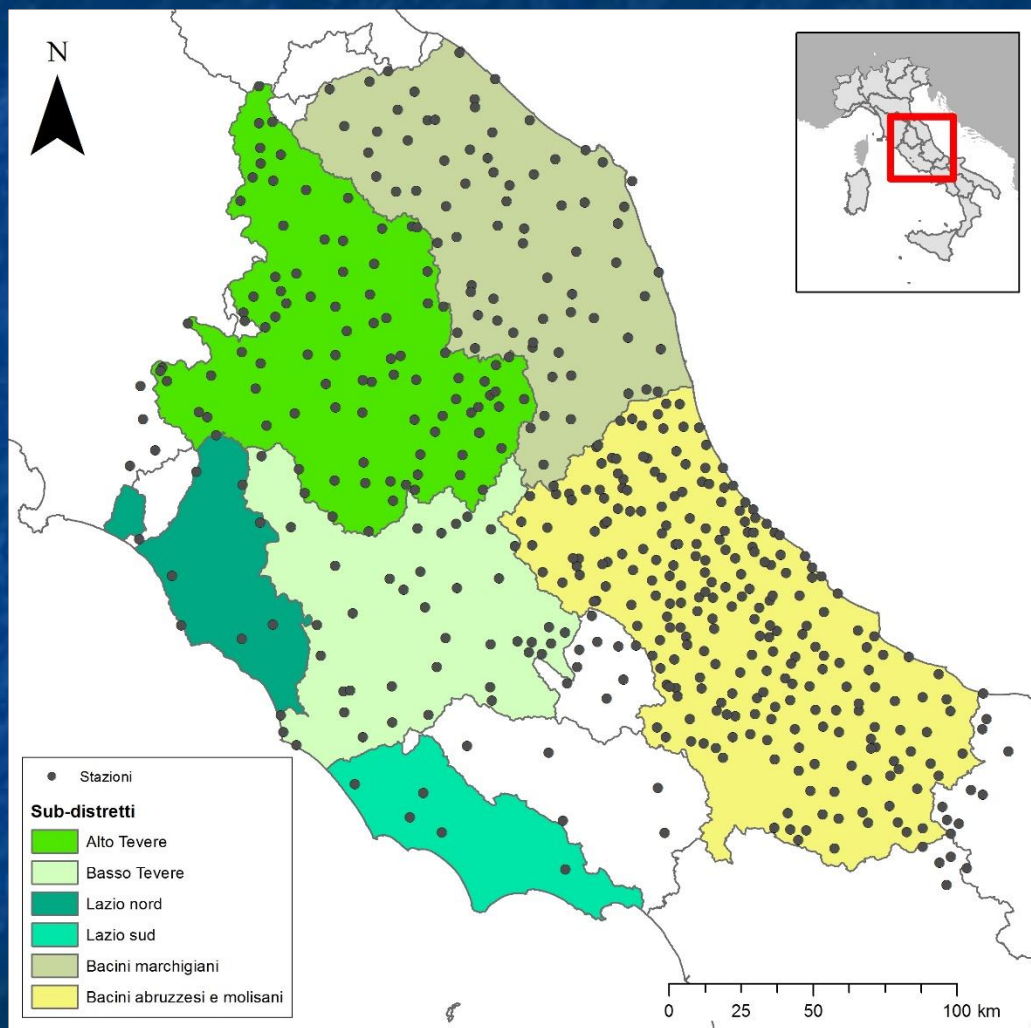 N
Stazioni
Sub-distretti
Alto Tevere
Basso Tevere
Lazio nord
Lazio sud
Bacini marchigiani
Bacini abruzzesi e molisani
0 25 50 100 km